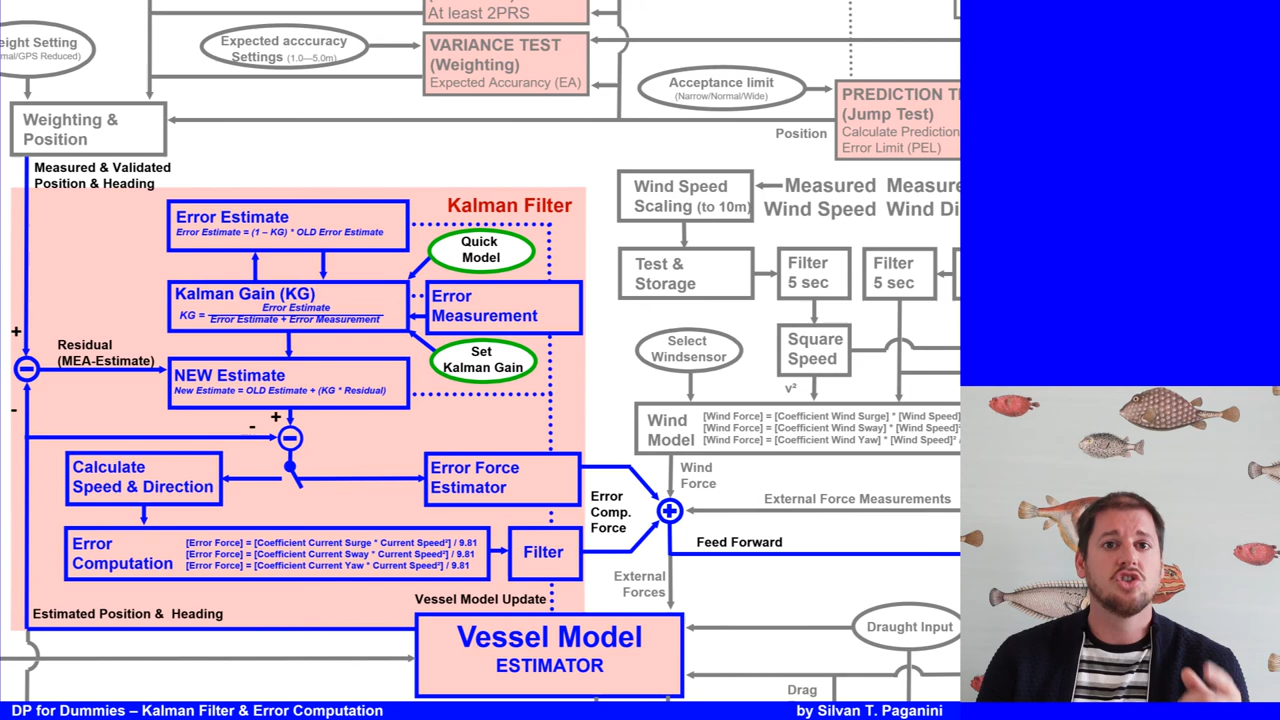 At least 2PRS
eight Setting
mal/GPS Reduced)
Expected acccuracy
Settings (1.0—5.0m)
VARIANCE TEST
(Weighting)
Expected Accurancy (EA)
Acceptance limit
(Narrow/Normal/Wide)
PREDICTION T
(Jump Test)
Calculate Prediction
Error Limit (PEL)
Weighting &
Position
Position
Measured & Validated
Position & Heading
Kalman Filter
Error Estimate
Error Estimate = (1 – KG) * OLD Error Estimate
Quick
Model
Kalman Gain (KG)
KG = Error Estimate
Error Estimate + Error Measurement
Error
Measurement
Set
Kalman Gain
+
Residual
(MEA-Estimate)
-
NEW Estimate
New Estimate = OLD Estimate + (KG * Residual)
+
-
Calculate
Speed & Direction
Error Force
Estimator
Error
Comp.
Force
Error
Computation
[Error Force] = [Coefficient Current Surge * Current Speed²] / 9.81
[Error Force] = [Coefficient Current Sway * Current Speed²] / 9.81
[Error Force] = [Coefficient Current Yaw * Current Speed²] / 9.81
Filter
Estimated Position & Heading
Vessel Model Update
Vessel Model
ESTIMATOR
Wind Speed
Scaling (to 10m)
Measured Measure
Wind Speed Wind Di
Test &
Storage
Filter
5 sec
Filter
5 sec
Select
Windsensor
Square
Speed
v²
Wind
Model
[Wind Force] = [Coefficient Wind Surge] * [Wind Speed]
[Wind Force] = [Coefficient Wind Sway] * [Wind Speed]²
[Wind Force] = [Coefficient Wind Yaw] * [Wind Speed]²
Wind
Force
External Force Measurements
Feed Forward
External
Forces
Draught Input
Drag
DP for Dummies – Kalman Filter & Error Computation
by Silvan T. Paganini